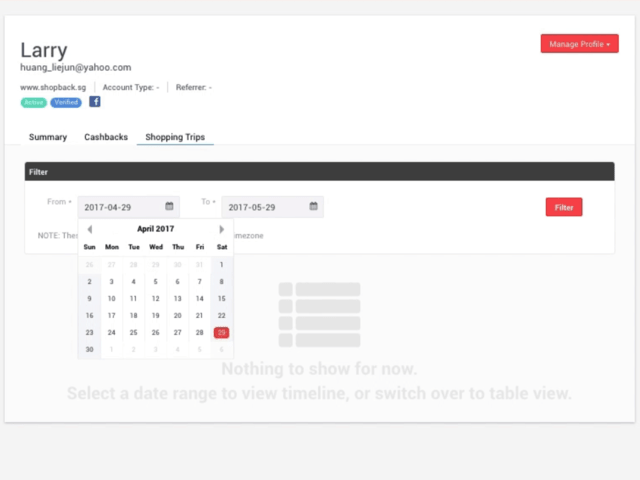 Larry
Manage Profile
huang_liejun@yahoo.com
www.shopback.sg Account Type: - Referrer: -
Active Verified f
Summary Cashbacks Shopping Trips
Filter
From * 2017-04-29 To * 2017-05-29 Filter
April 2017
NOTE: Thes mezone
Sun Mon Tue Wed Thu Fri Sat
26 27 28 29 30 31 1
2 3 4 5 6 7 8
9 10 11 12 13 14 15
16 17 18 19 20 21 22
23 24 25 26 27 28 29
30 1 2 3 4 5 6
Nothing to show for now.
Select a date range to view timeline, or switch over to table view.